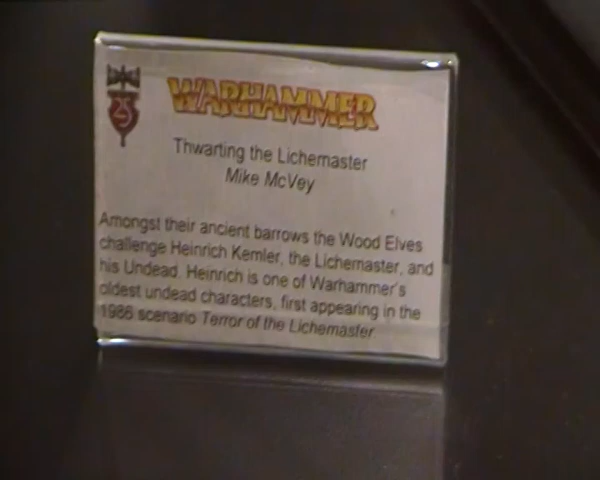 25
WARHAMMER
Thwarting the Lichemaster
Mike McVey
Amongst their ancient barrows the Wood Elves
challenge Heinrich Kemler, the Lichemaster, and
his Undead. Heinrich is one of Warhammer's
oldest undead characters, first appearing in the
1986 scenario Terror of the Lichemaster.